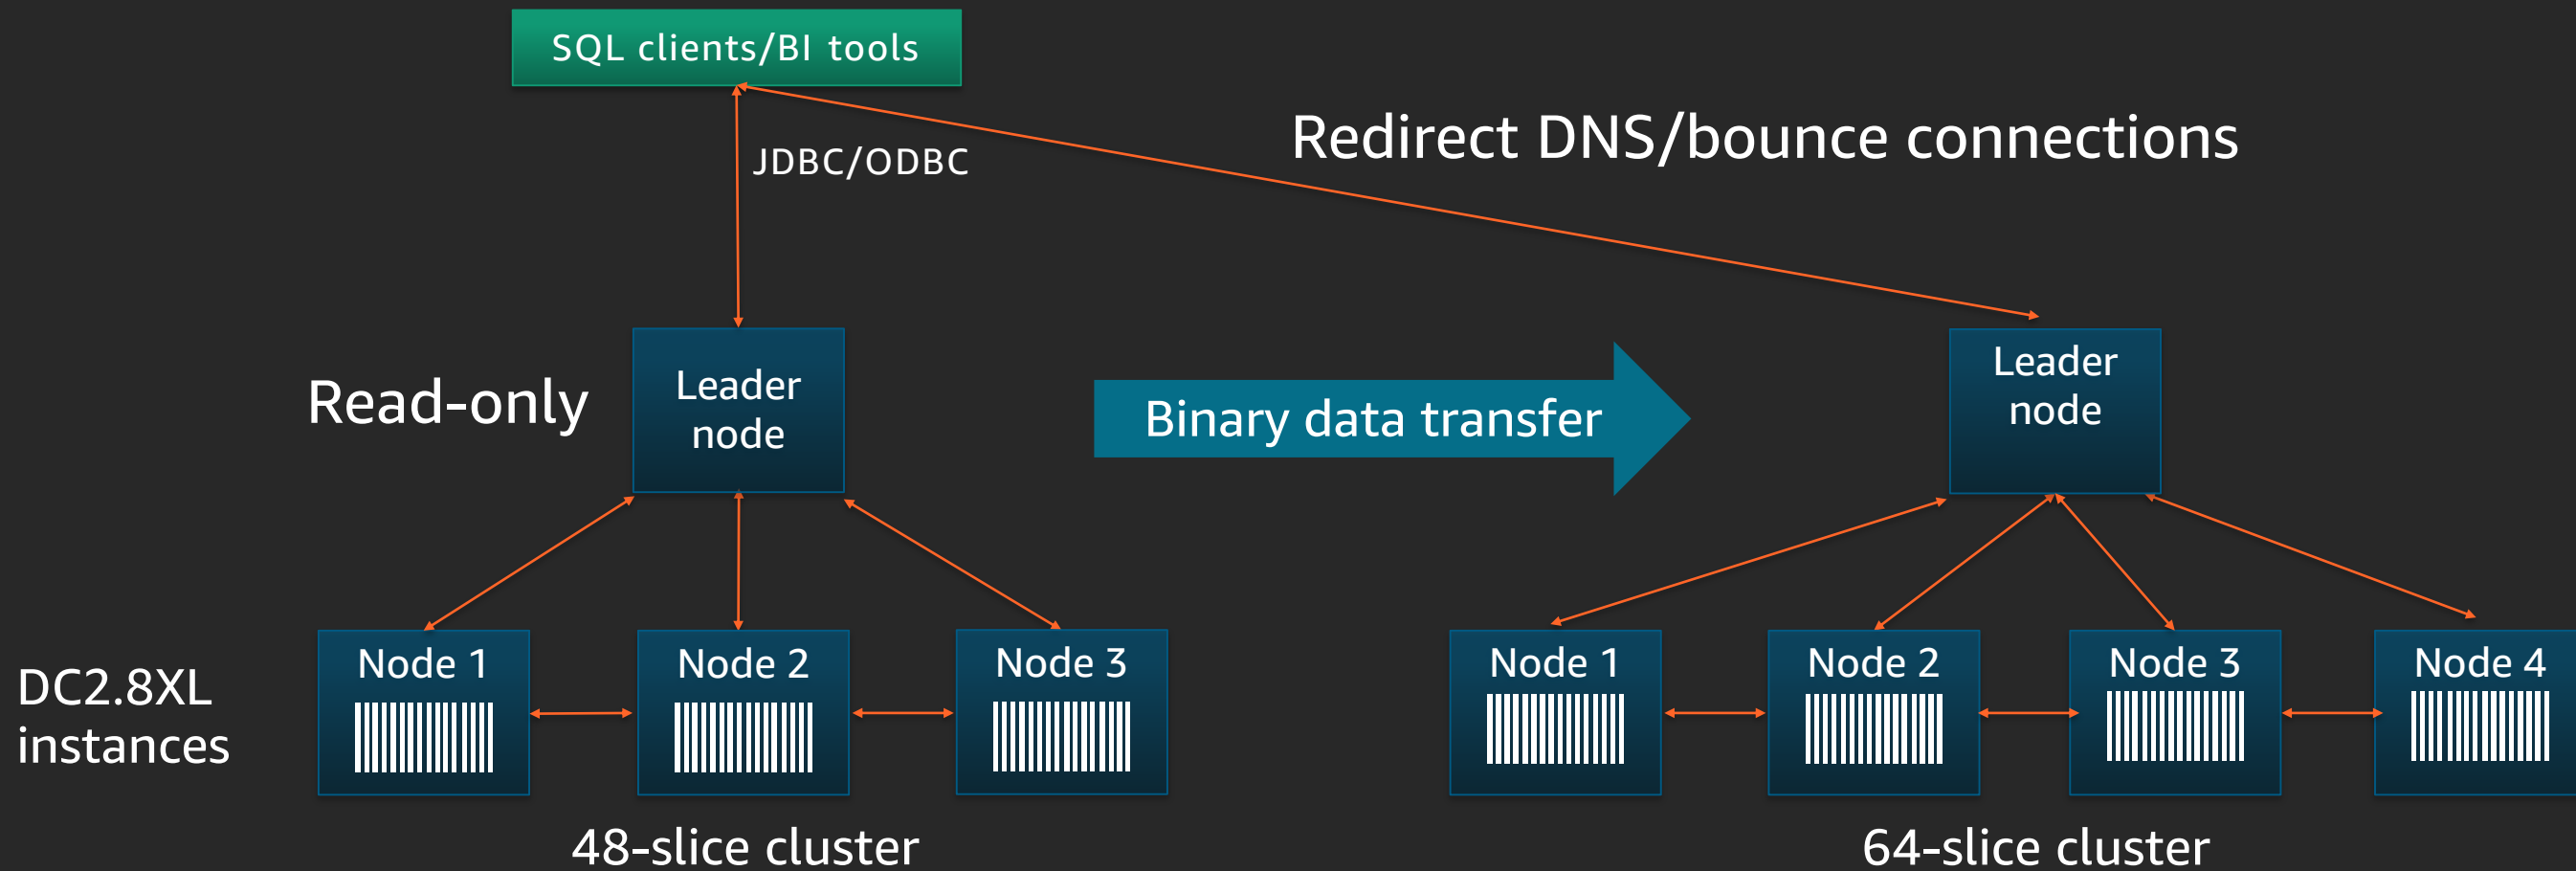 SQL clients/BI tools
Redirect DNS/bounce connections
JDBC/ODBC
Read-only
Leader
node
Binary data transfer
Leader
node
DC2.8XL
instances
Node 1
Node 2
Node 3
Node 1
Node 2
Node 3
Node 4
48-slice cluster
64-slice cluster